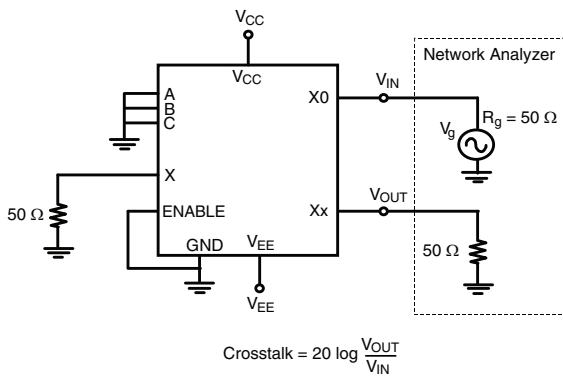 VCC
VCC
Network Analyzer
A
B
C
X0
VIN
Vg
Rg = 50 Ω
X
50 Ω
ENABLE
Xx
VOUT
50 Ω
GND
VEE
VEE
Crosstalk = 20 log VOUT
VIN